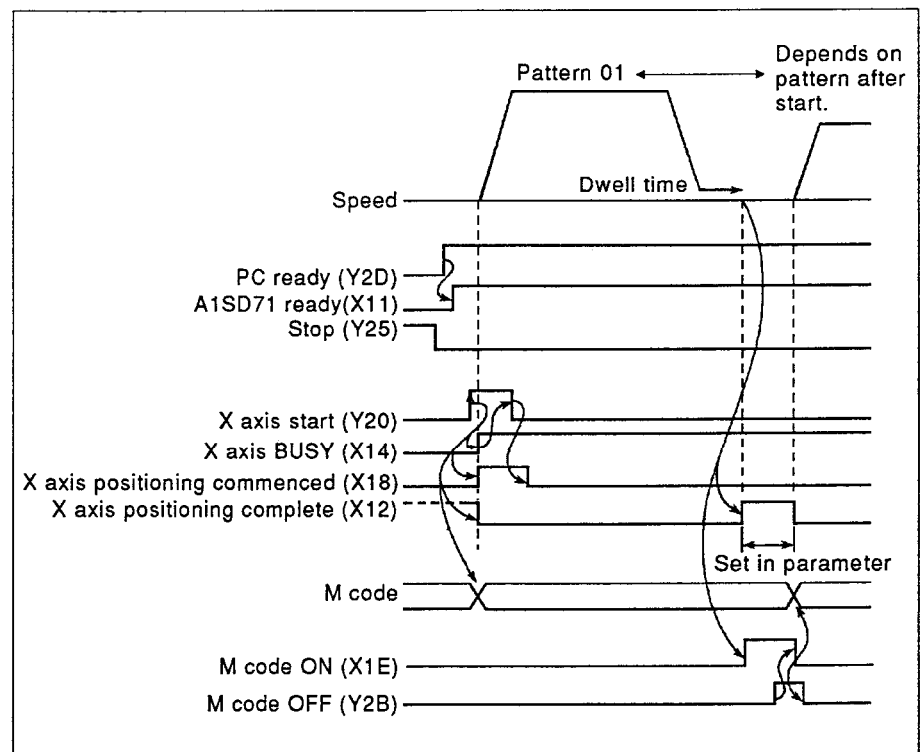 Pattern 01
Depends on
pattern after
start.
Dwell time
Speed
PC ready (Y2D)
A1SD71 ready(X11)
Stop (Y25)
X axis start (Y20)
X axis BUSY (X14)
X axis positioning commenced (X18)
X axis positioning complete (X12)
Set in parameter
M code
M code ON (X1E)
M code OFF (Y2B)